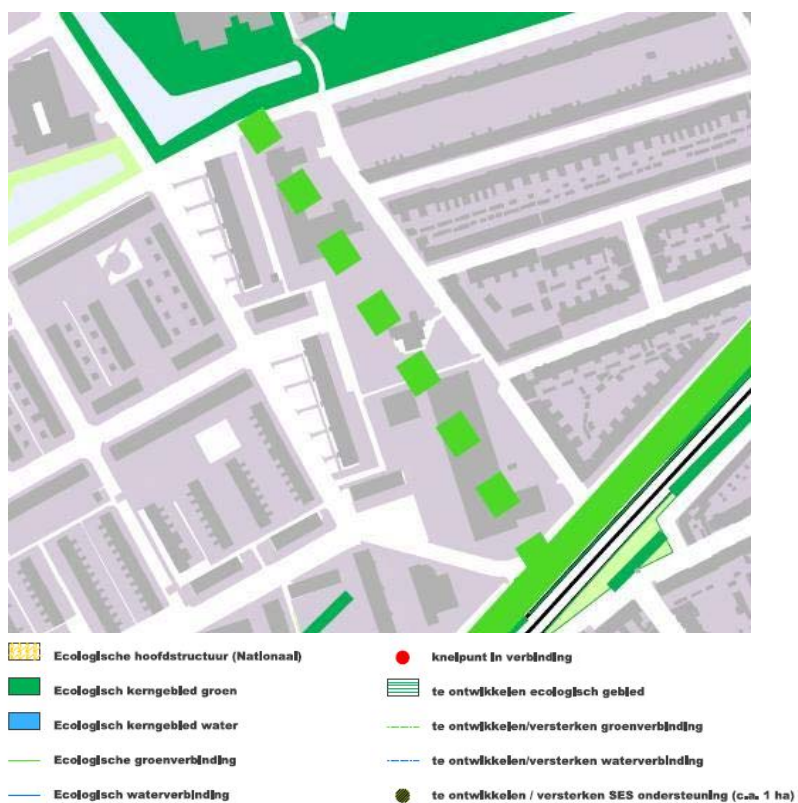 Ecologische hoofdstructuur (Nationaal)
Ecologisch kerngebied groen
Ecologisch kerngebied water
Ecologische groenverbinding
Ecologisch waterverbinding
knelpunt in verbinding
te ontwikkelen ecologisch gebied
te ontwikkelen/versterken groenverbinding
te ontwikkelen/versterken waterverbinding
te ontwikkelen / versterken SES ondersteuning (c.a. 1 ha)